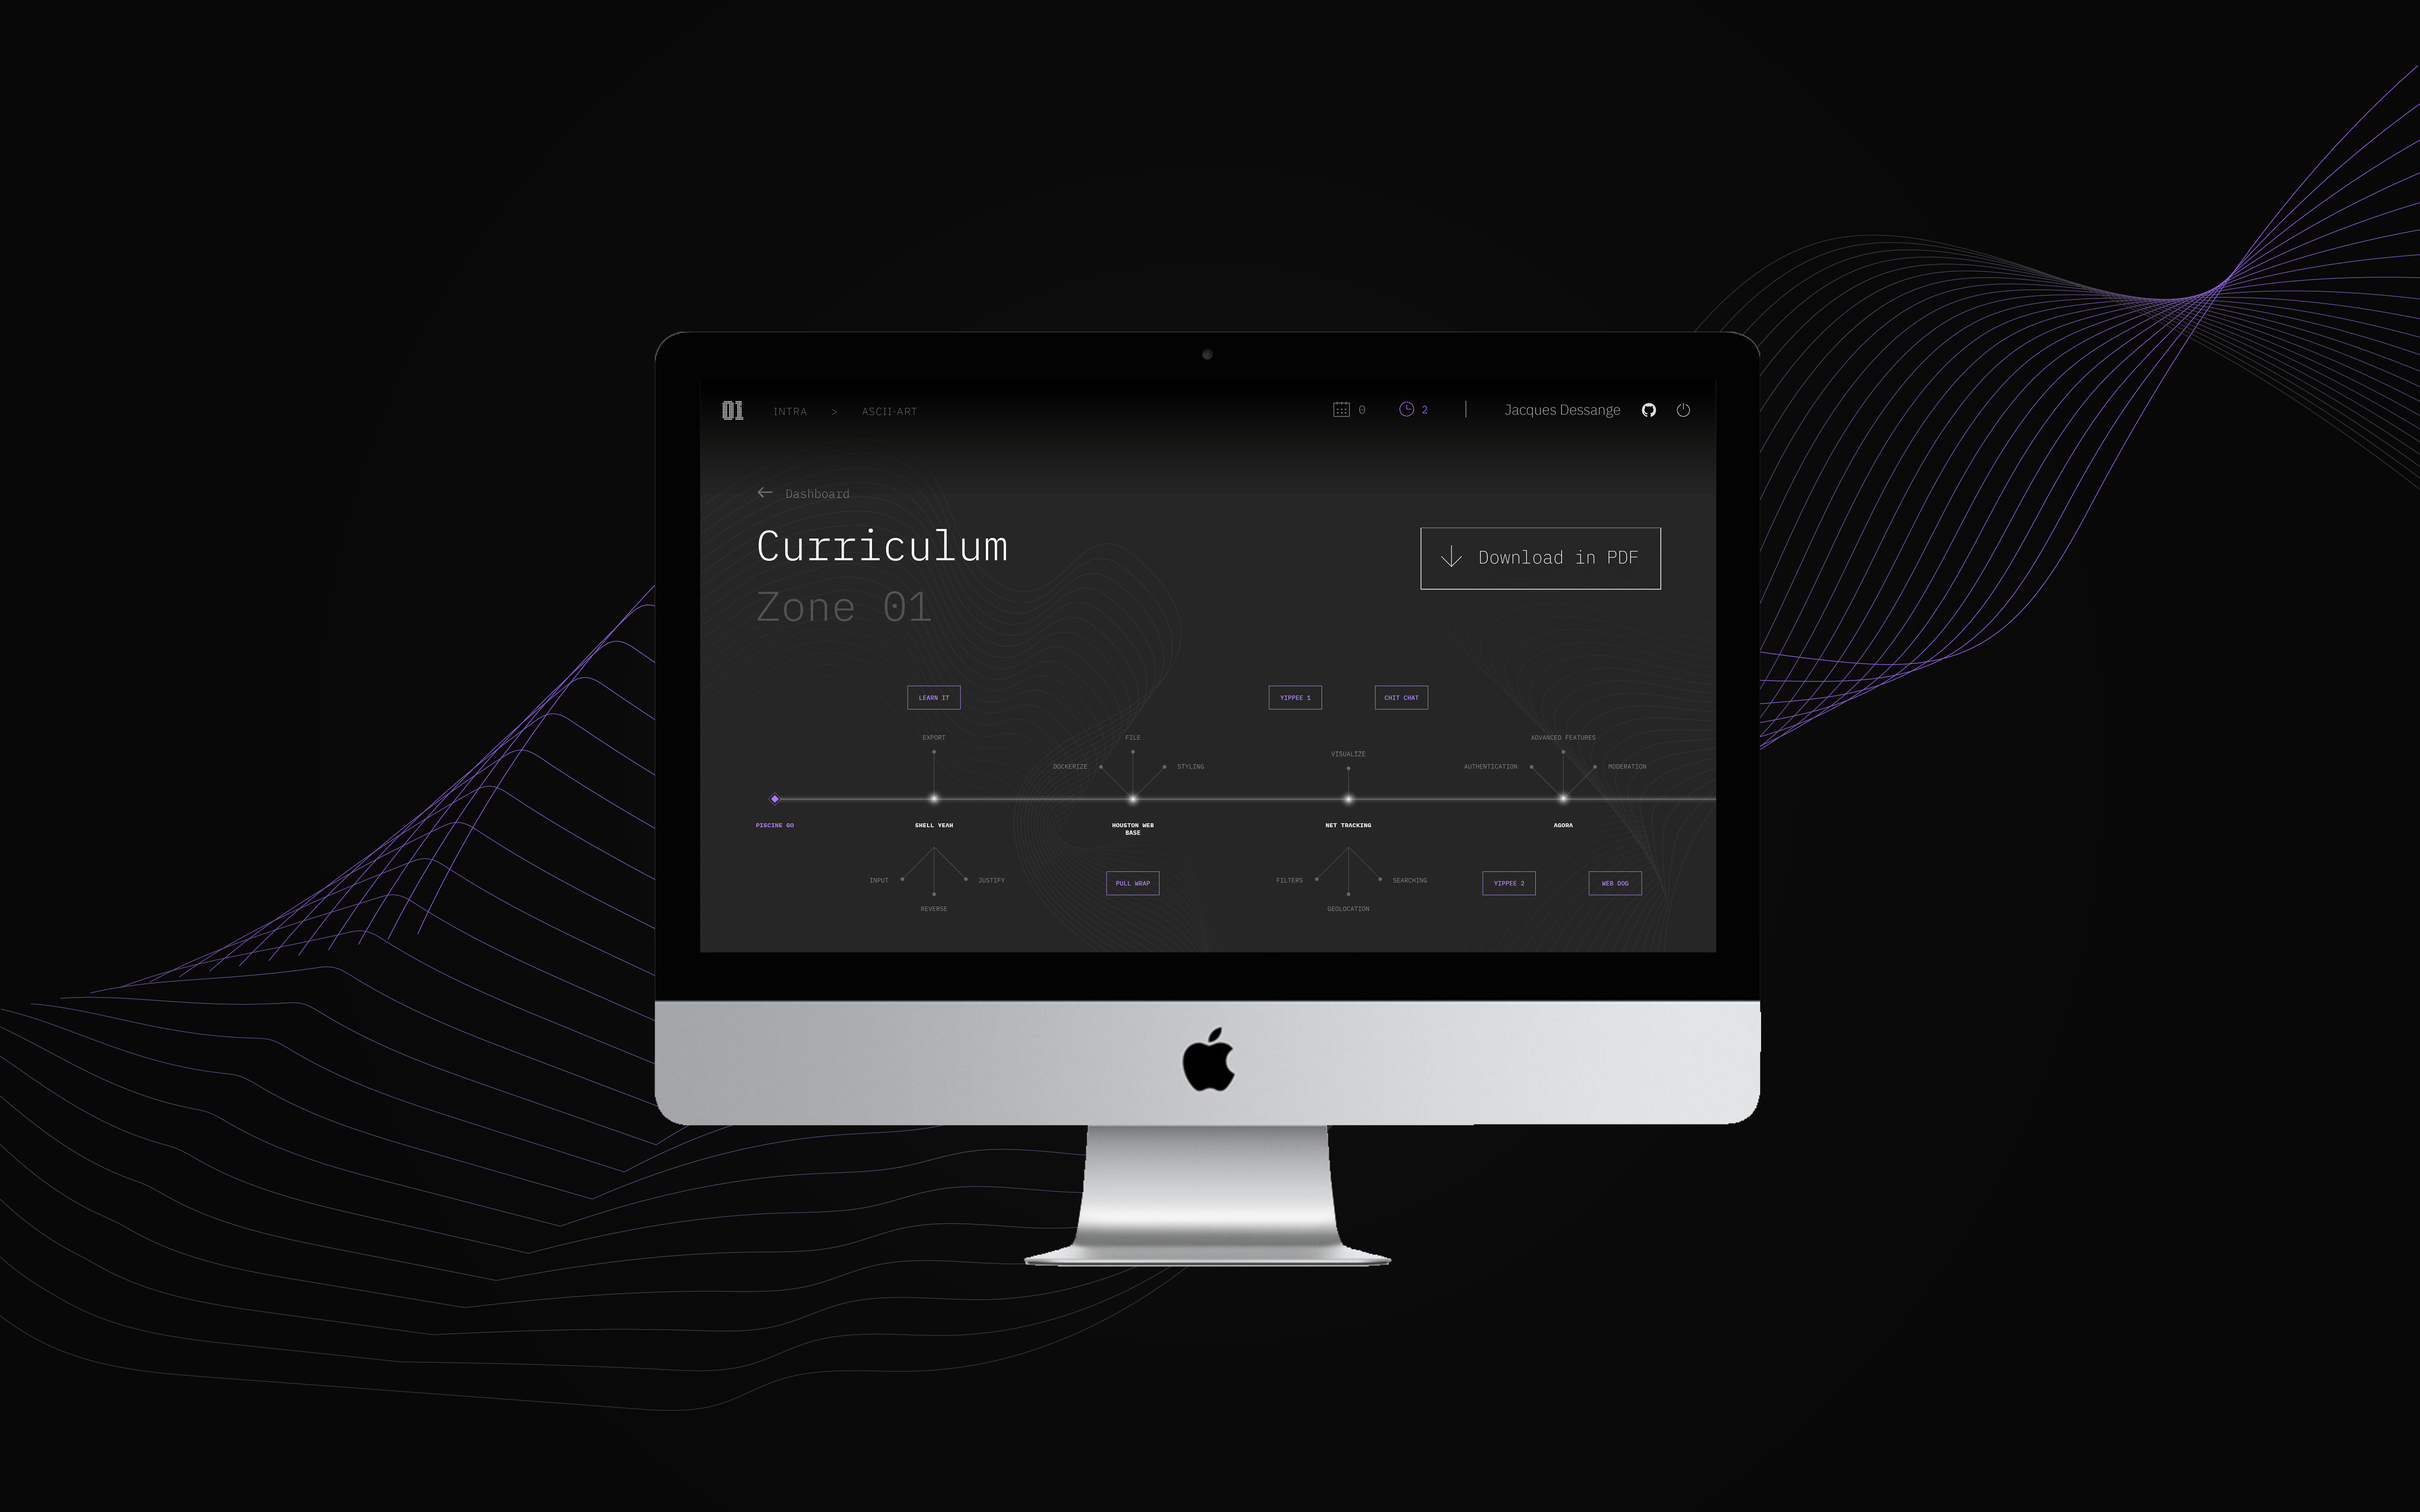 01 INTRA > ASCII-ART 0 2 Jacques Dessange
Dashboard
Curriculum
Download in PDF
Zone 01
LEARN IT YIPPEE 1 CHIT CHAT
EXPORT FILE ADVANCED FEATURES
VISUALIZE
DOCKERIZE STYLING AUTHENTICATION MODERATION
PISCINE GO SHELL YEAH HOUSTON WEB NET TRACKING AGORA
BASE
INPUT JUSTIFY FILTERS SEARCHING
PULL WRAP YIPPEE 2 WEB DOG
REVERSE GEOLOCATION